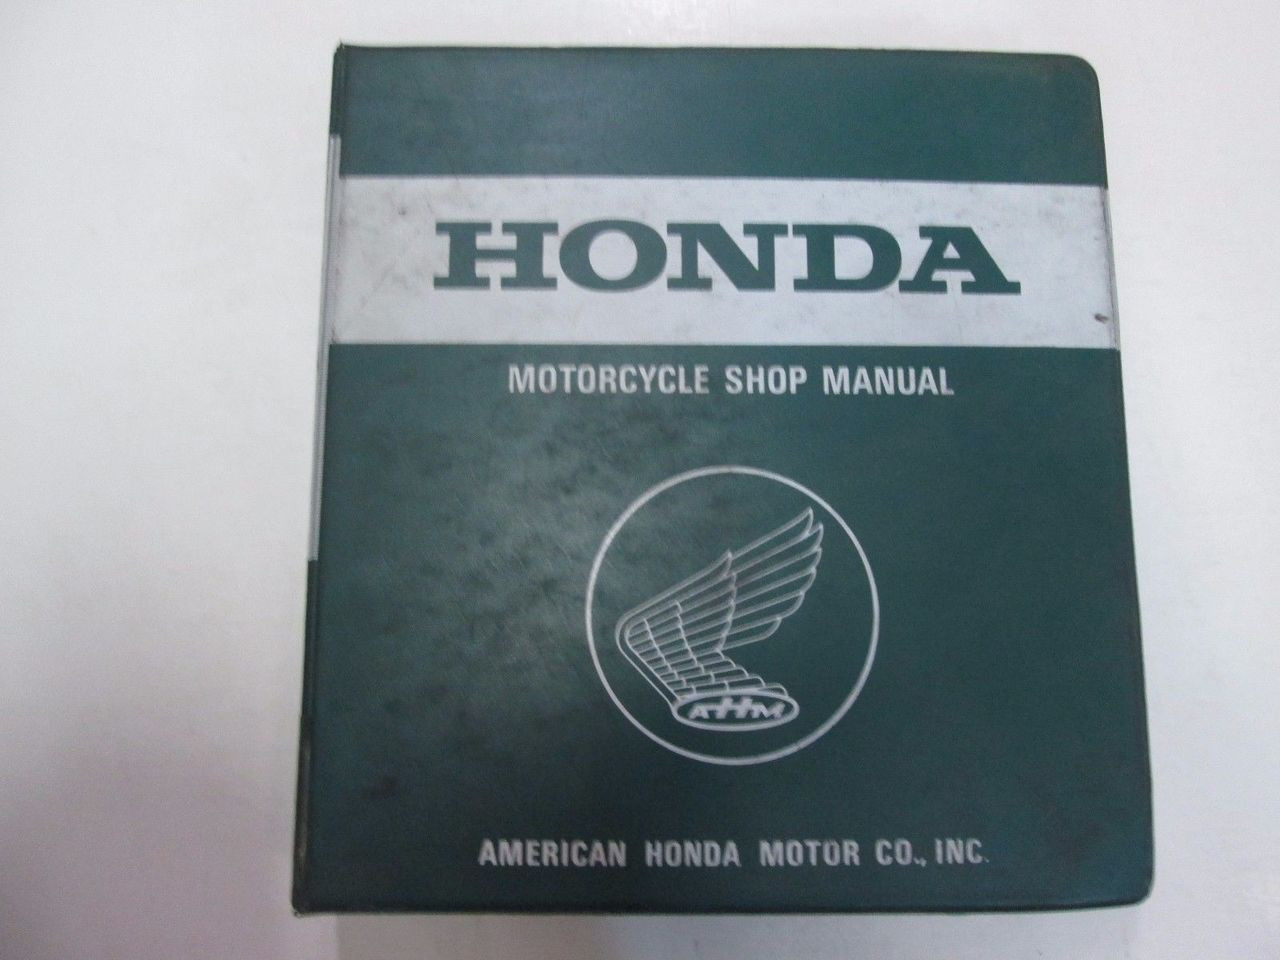 HONDA
MOTORCYCLE SHOP MANUAL
AHM
AMERICAN HONDA MOTOR CO., INC.